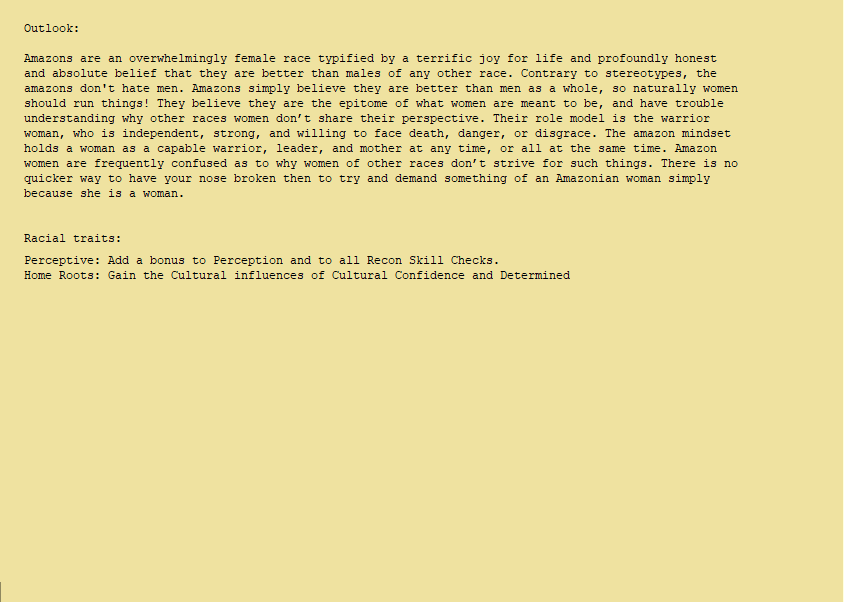 Outlook:
Amazons are an overwhelmingly female race typified by a terrific joy for life and profoundly honest
and absolute belief that they are better than males of any other race. Contrary to stereotypes, the
amazons don't hate men. Amazons simply believe they are better than men as a whole, so naturally women
should run things! They believe they are the epitome of what women are meant to be, and have trouble
understanding why other races women don’t share their perspective. Their role model is the warrior
woman, who is independent, strong, and willing to face death, danger, or disgrace. The amazon mindset
holds a woman as a capable warrior, leader, and mother at any time, or all at the same time. Amazon
women are frequently confused as to why women of other races don’t strive for such things. There is no
quicker way to have your nose broken then to try and demand something of an Amazonian woman simply
because she is a woman.
Racial traits:
Perceptive: Add a bonus to Perception and to all Recon Skill Checks.
Home Roots: Gain the Cultural influences of Cultural Confidence and Determined